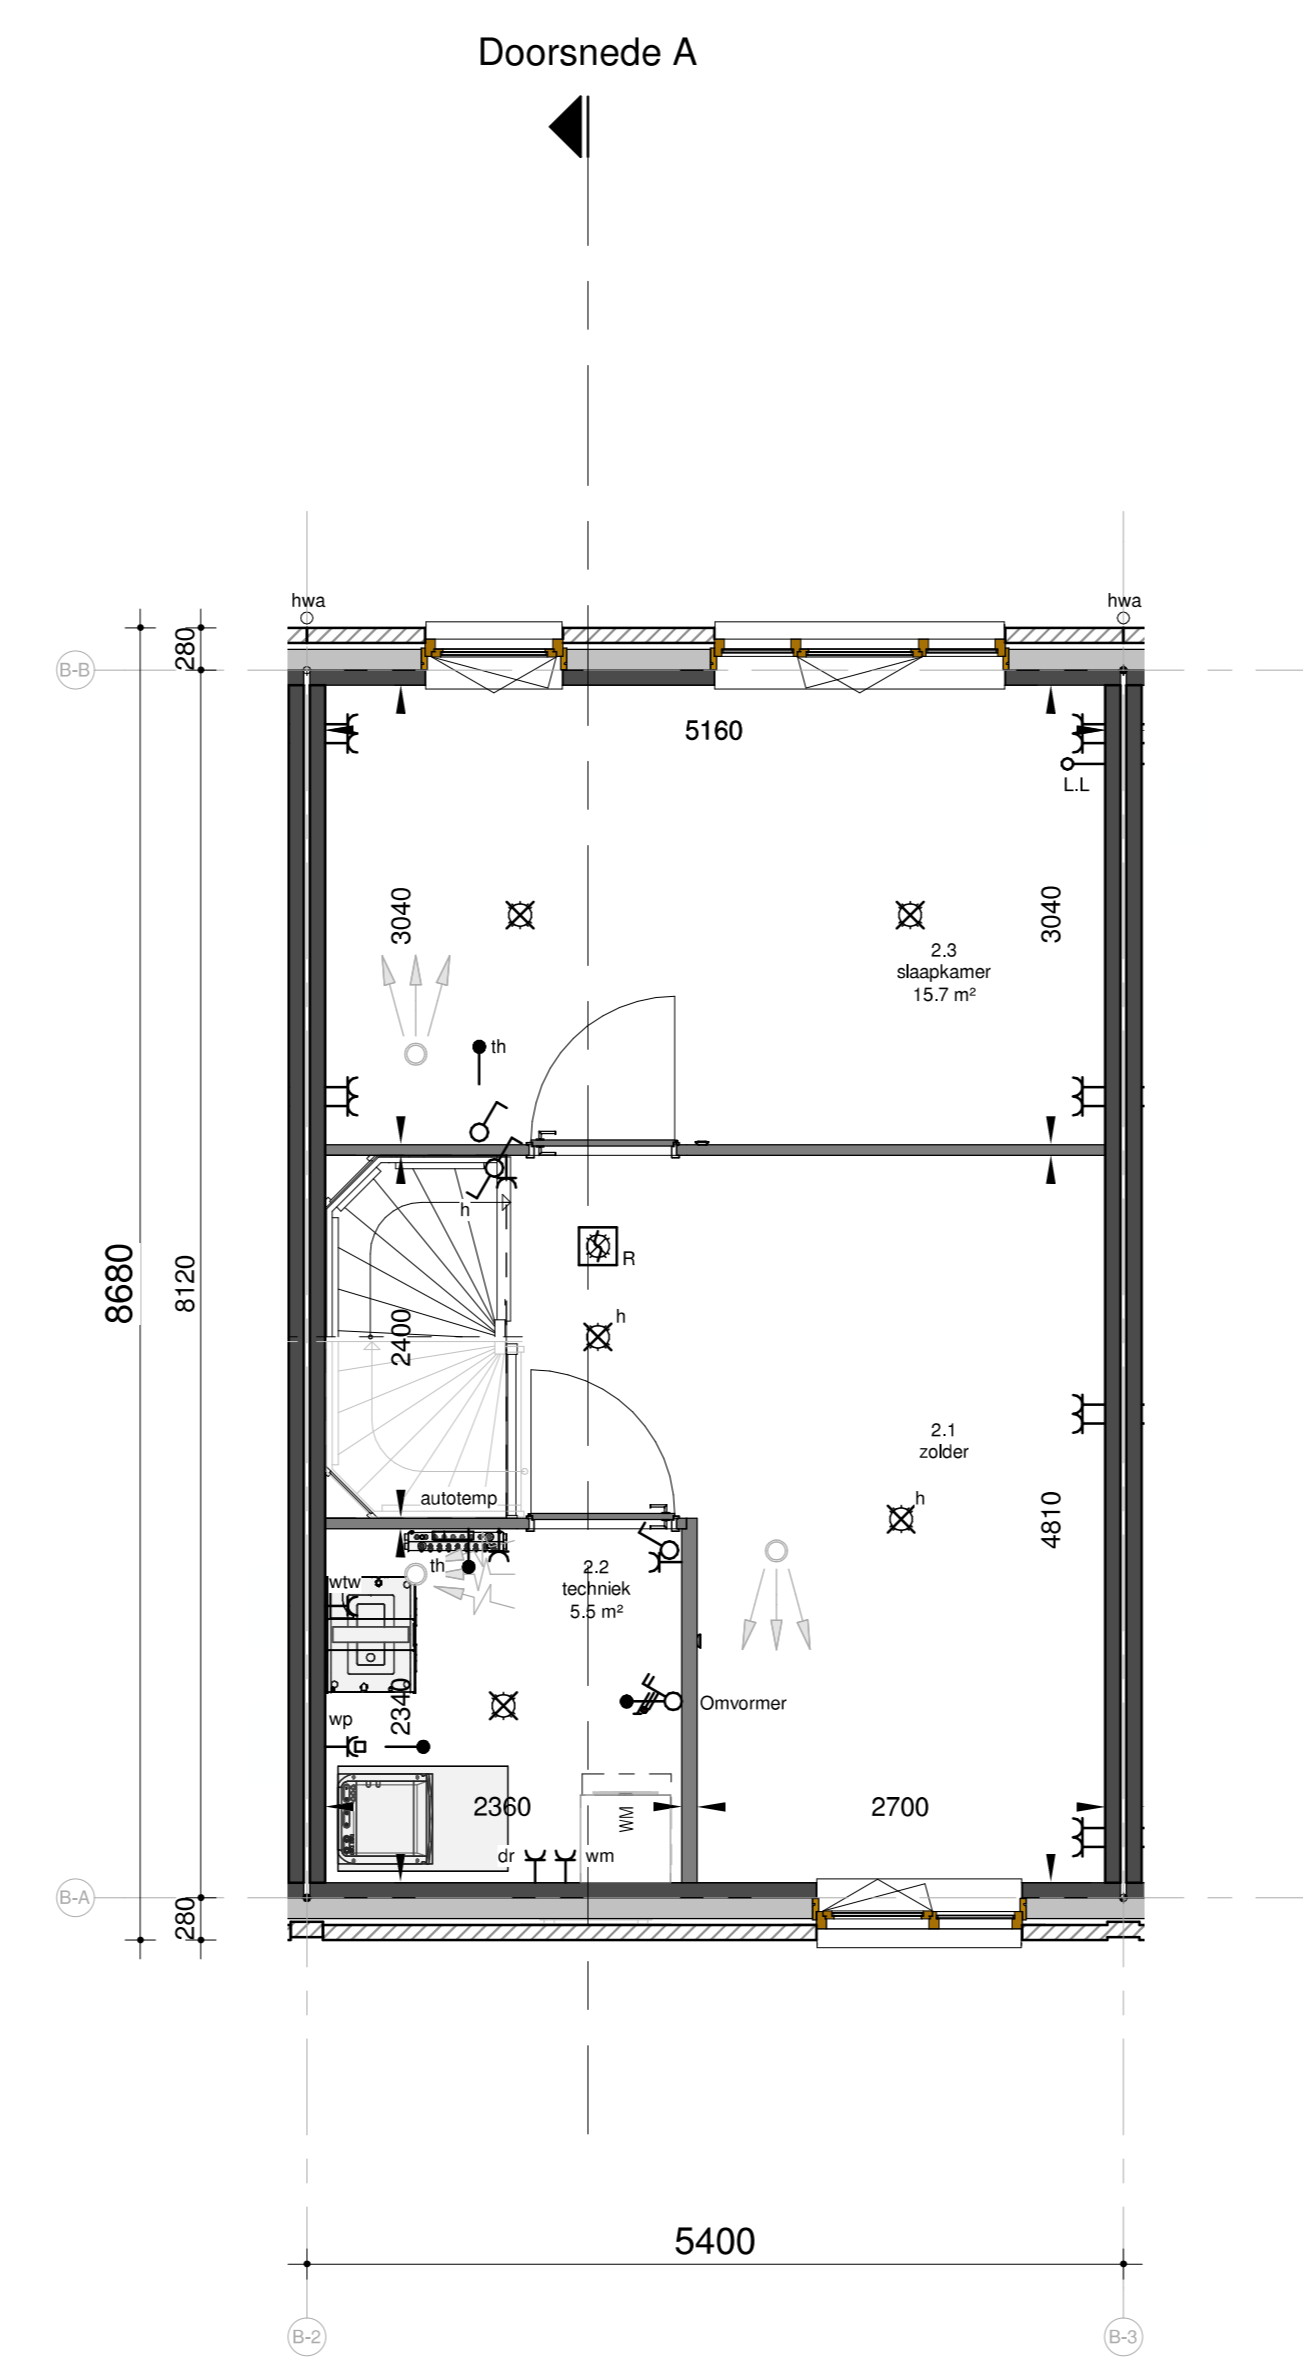 Doorsnede A
hwa
hwa
280
B-B
5160
L.L
3040
3040
2.3
slaapkamer
15.7 m²
th
h
R
8680
8120
h
2400
2.1
zolder
autotemp
h
4810
th
2.2
techniek
5.5 m²
wtw
2340
Omvormer
wp
2360
WM
2700
dr
wm
B-A
280
5400
B-2
B-3